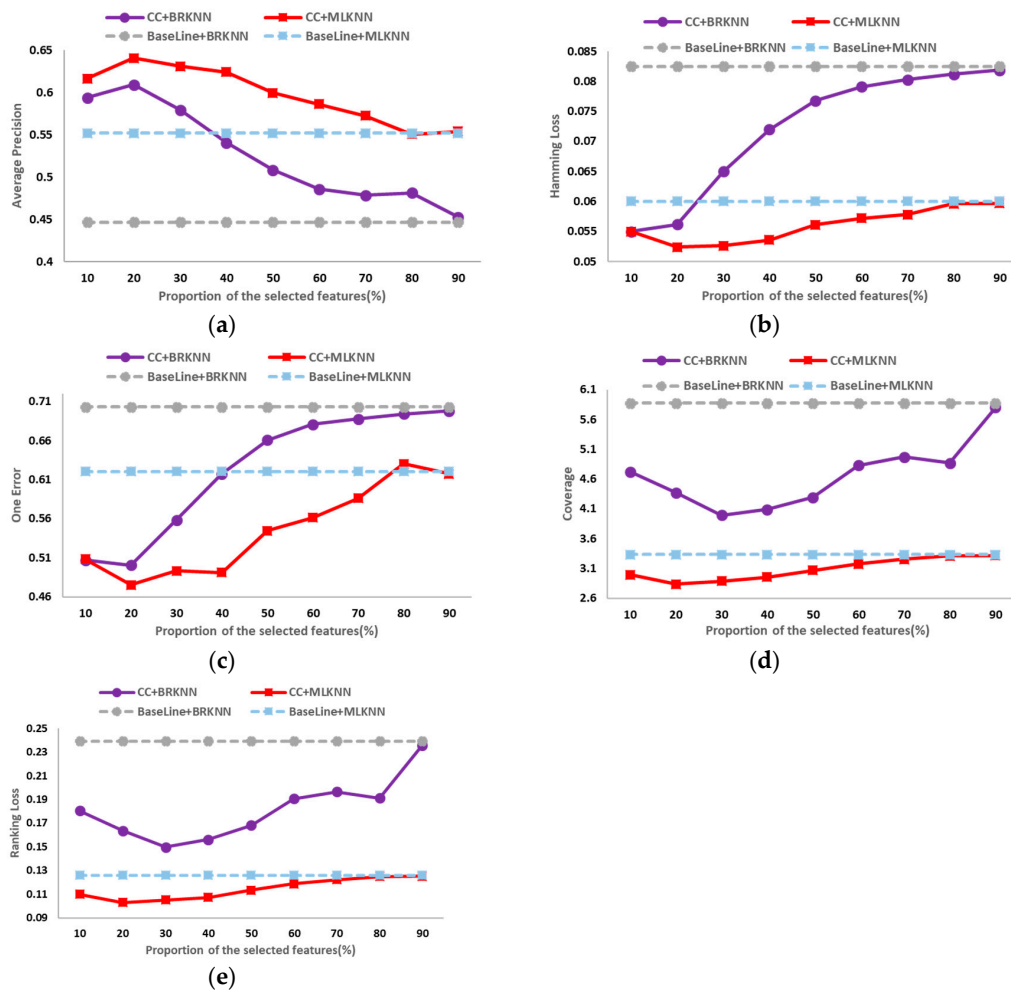 CC+BRKNN CC+MLKNN
BaseLine+BRKNN BaseLine+MLKNN
Average Precision
0.65
0.6
0.55
0.5
0.45
0.4
10 20 30 40 50 60 70 80 90
Proportion of the selected features(%)
(a)
CC+BRKNN CC+MLKNN
BaseLine+BRKNN BaseLine+MLKNN
Hamming Loss
0.085
0.08
0.075
0.07
0.065
0.06
0.055
0.05
10 20 30 40 50 60 70 80 90
Proportion of the selected features(%)
(b)
CC+BRKNN CC+MLKNN
BaseLine+BRKNN BaseLine+MLKNN
One Error
0.71
0.66
0.61
0.56
0.51
0.46
10 20 30 40 50 60 70 80 90
Proportion of the selected features(%)
(c)
CC+BRKNN CC+MLKNN
BaseLine+BRKNN BaseLine+MLKNN
Coverage
6.1
5.6
5.1
4.6
4.1
3.6
3.1
2.6
10 20 30 40 50 60 70 80 90
Proportion of the selected features(%)
(d)
CC+BRKNN CC+MLKNN
BaseLine+BRKNN BaseLine+MLKNN
Ranking Loss
0.25
0.23
0.21
0.19
0.17
0.15
0.13
0.11
0.09
10 20 30 40 50 60 70 80 90
Proportion of the selected features(%)
(e)